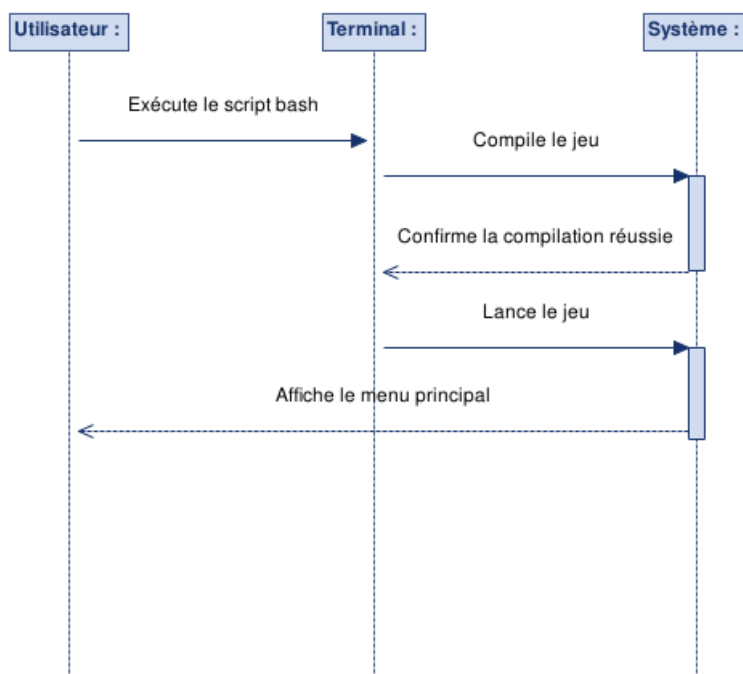 Utilisateur :
Terminal :
Système :
Exécute le script bash
Compile le jeu
Confirme la compilation réussie
Lance le jeu
Affiche le menu principal